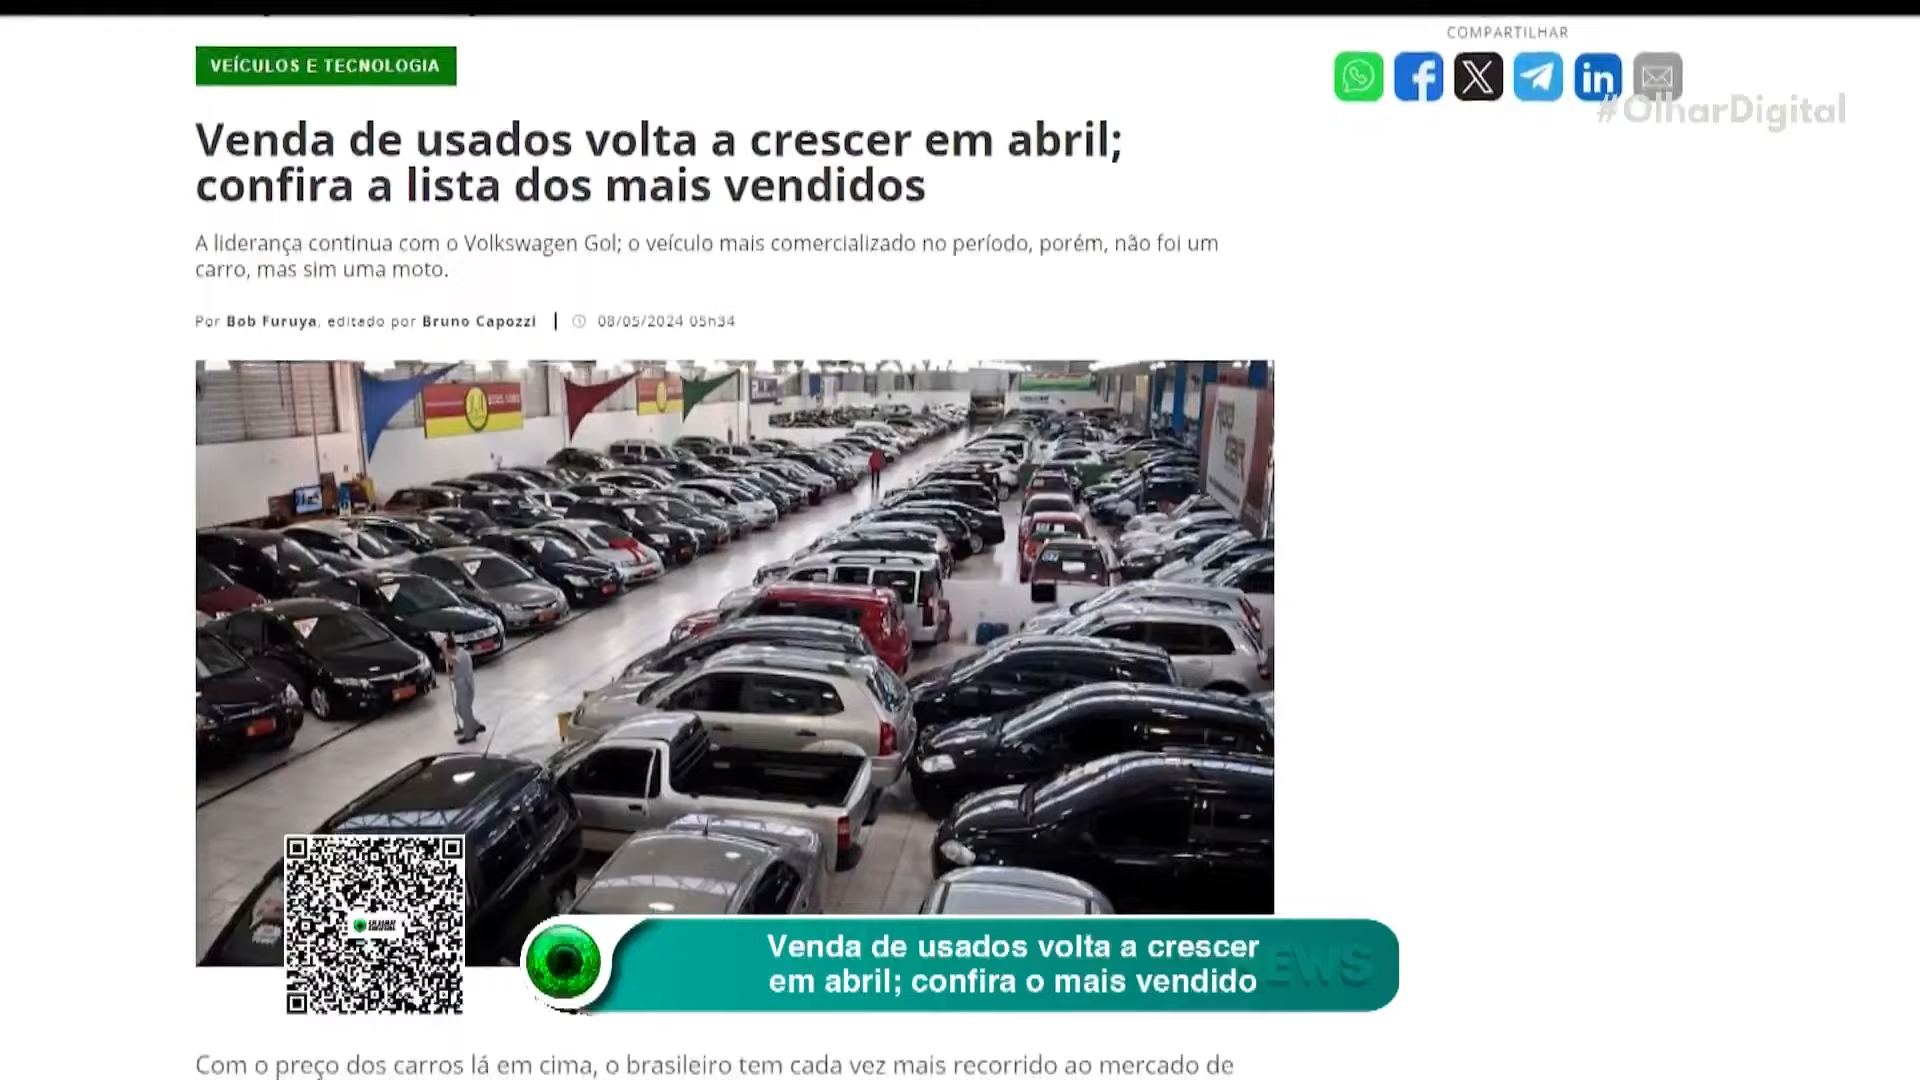 COMPARTILHAR
VEÍCULOS E TECNOLOGIA
#OlharDigital
Venda de usados volta a crescer em abril;
confira a lista dos mais vendidos
A liderança continua com o Volkswagen Gol; o veículo mais comercializado no período, porém, não foi um
carro, mas sim uma moto.
Por Bob Furuya, editado por Bruno Capozzi | 08/05/2024 05h34
Venda de usados volta a crescer
em abril; confira o mais vendido
EWS
Com o preço dos carros lá em cima, o brasileiro tem cada vez mais recorrido ao mercado de